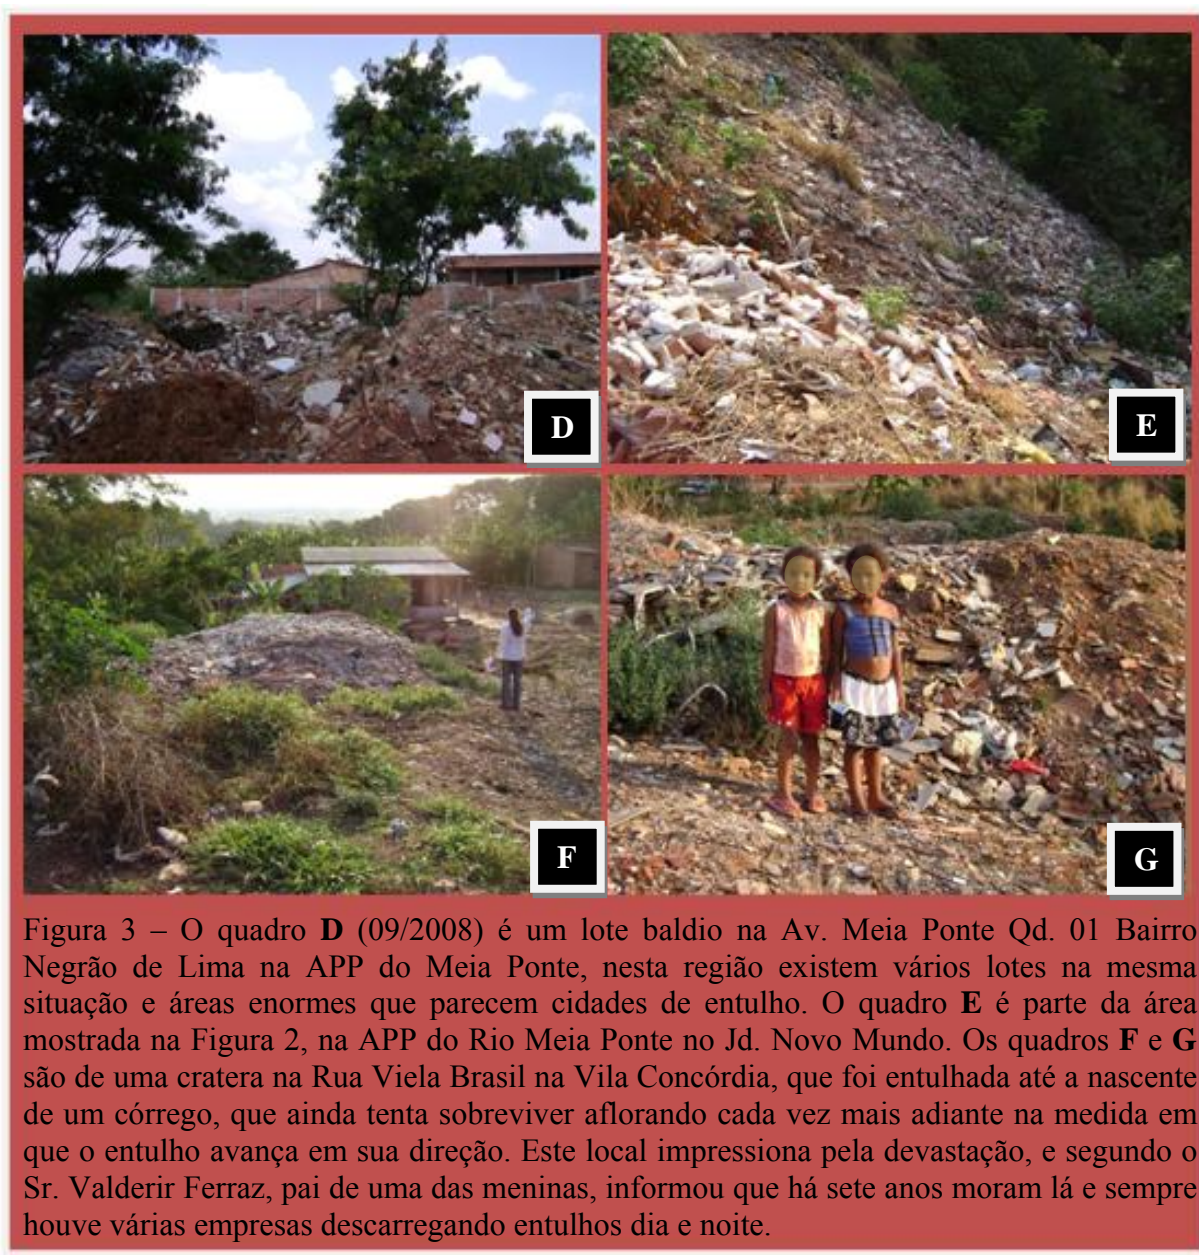 D
E
F
G
Figura 3 – O quadro D (09/2008) é um lote baldio na Av. Meia Ponte Qd. 01 Bairro
Negrão de Lima na APP do Meia Ponte, nesta região existem vários lotes na mesma
situação e áreas enormes que parecem cidades de entulho. O quadro E é parte da área
mostrada na Figura 2, na APP do Rio Meia Ponte no Jd. Novo Mundo. Os quadros F e G
são de uma cratera na Rua Viela Brasil na Vila Concórdia, que foi entulhada até a nascente
de um córrego, que ainda tenta sobreviver aflorando cada vez mais adiante na medida em
que o entulho avança em sua direção. Este local impressiona pela devastação, e segundo o
Sr. Valderir Ferraz, pai de uma das meninas, informou que há sete anos moram lá e sempre
houve várias empresas descarregando entulhos dia e noite.